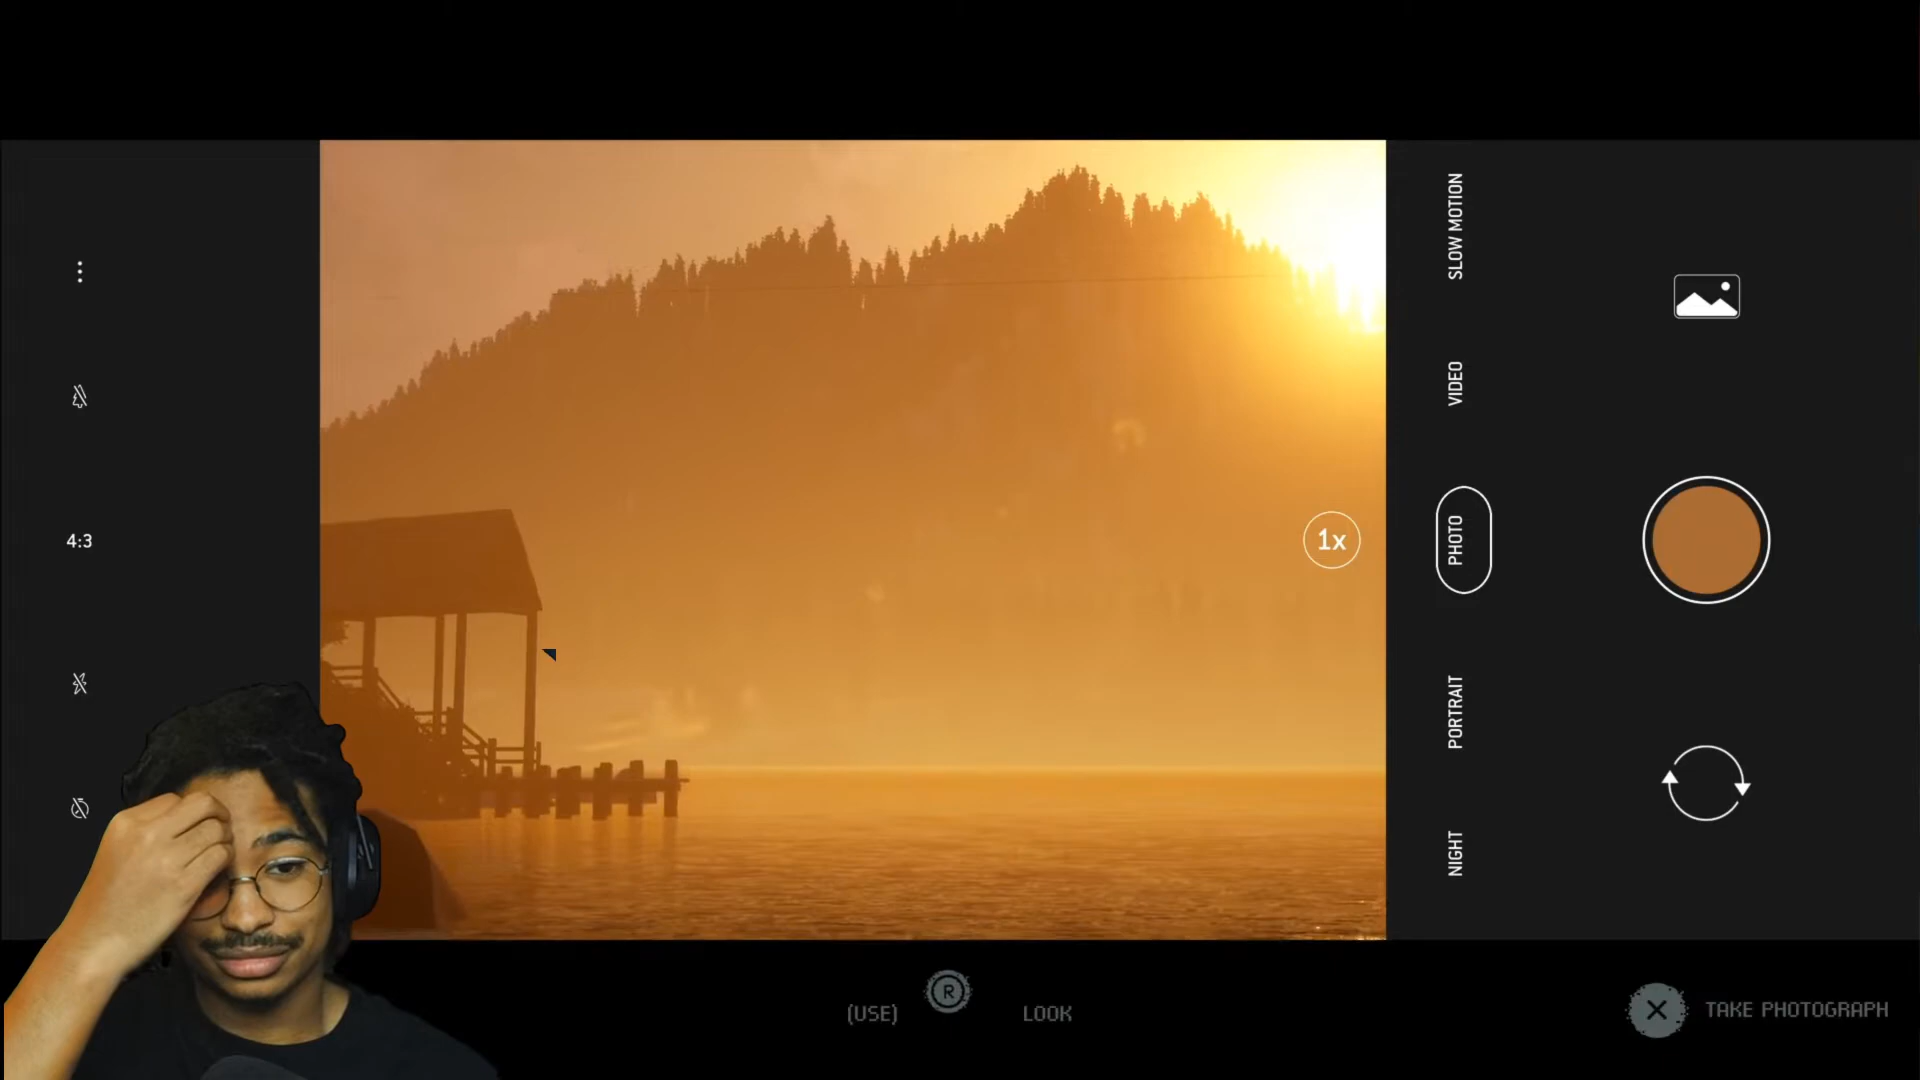 SLOW MOTION
VIDEO
4:3
1x
PHOTO
PORTRAIT
NIGHT
(USE) R LOOK
X TAKE PHOTOGRAPH